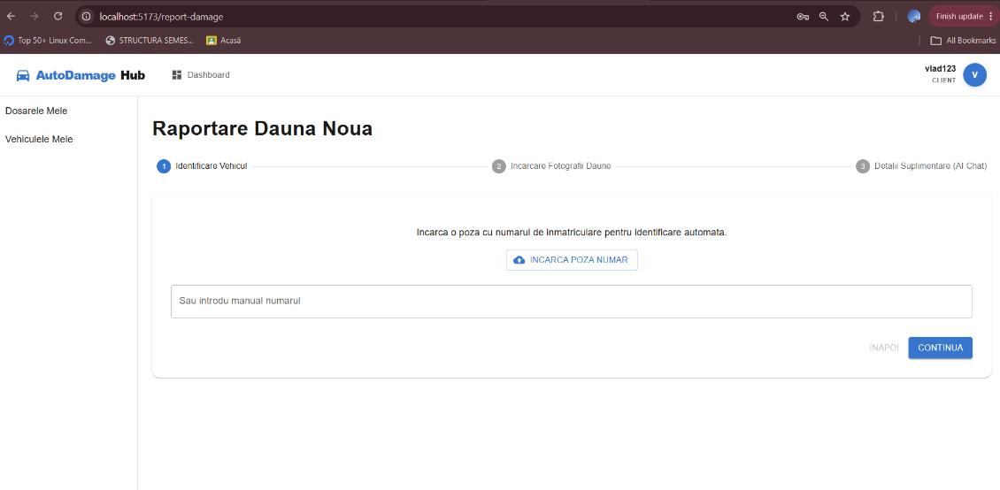 localhost:5173/report-damage
Finish update
Top 50+ Linux Com...
STRUCTURA SEMES...
Acasă
All Bookmarks
AutoDamage Hub
Dashboard
vlad123
CLIENT
V
Dosarele Mele
Vehiculele Mele
Raportare Dauna Noua
1 Identificare Vehicul
2 Incarcare Fotografii Daune
3 Detalii Suplimentare (AI Chat)
Incarca o poza cu numarul de inmatriculare pentru identificare automata.
INCARCA POZA NUMAR
Sau introdu manual numarul
INAPOI
CONTINUA